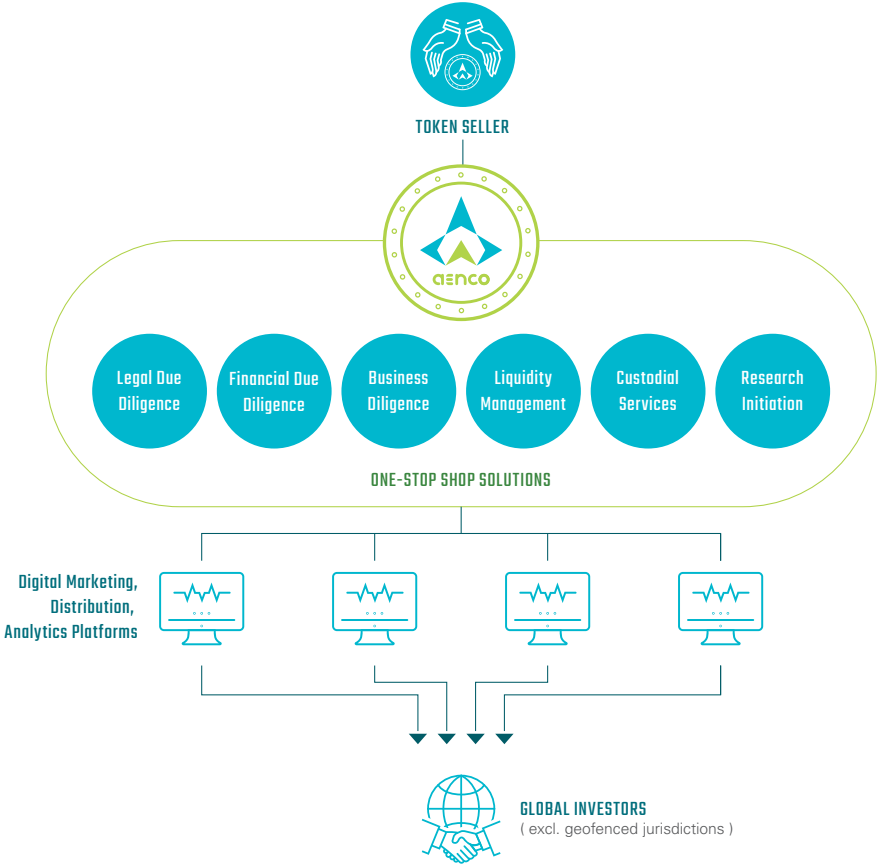 TOKEN SELLER
aenco
Legal Due
Diligence
Financial Due
Diligence
Business
Diligence
Liquidity
Management
Custodial
Services
Research
Initiation
ONE-STOP SHOP SOLUTIONS
Digital Marketing,
Distribution,
Analytics Platforms
GLOBAL INVESTORS
( excl. geofenced jurisdictions )